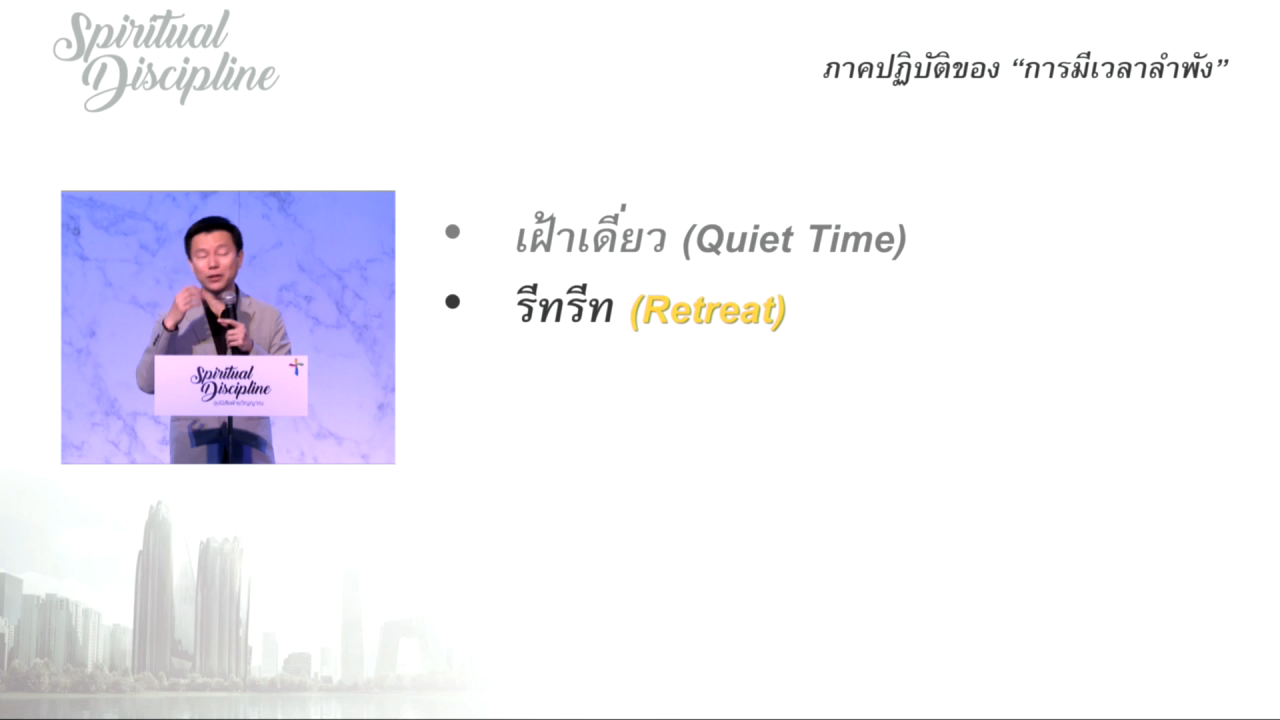 Spiritual
Discipline
ภาคปฏิบัติของ “การมีเวลาลำพัง”
• เฝ้าเดี่ยว (Quiet Time)
• รีทรีท (Retreat)
Spiritual
Discipline